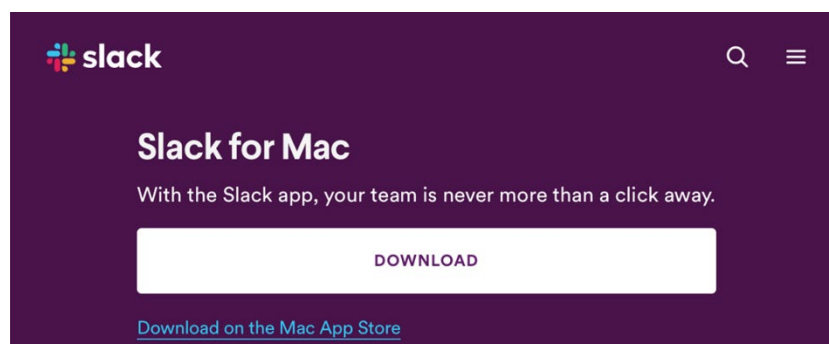 slack
Slack for Mac
With the Slack app, your team is never more than a click away.
DOWNLOAD
Download on the Mac App Store